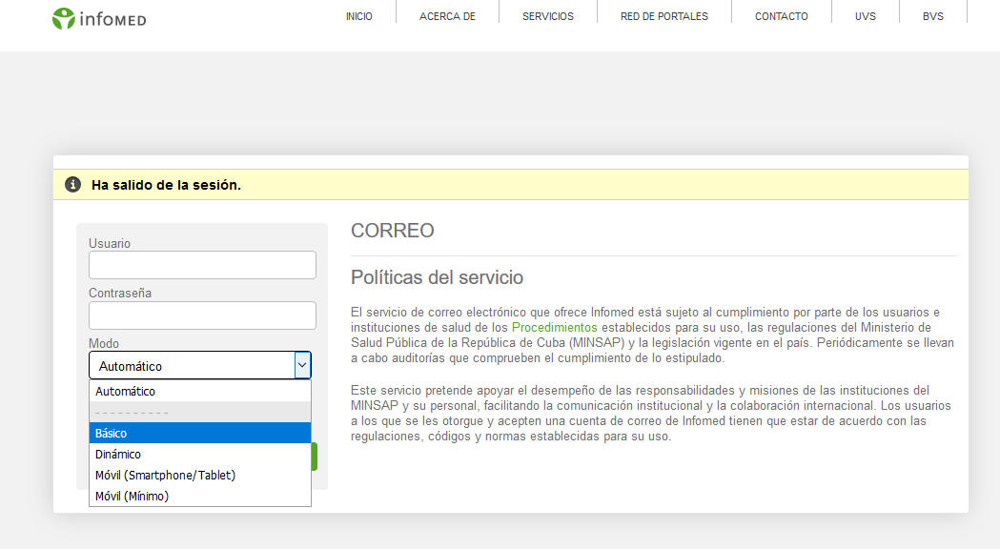 infomed
INICIO
ACERCA DE
SERVICIOS
RED DE PORTALES
CONTACTO
UVS
BVS
Ha salido de la sesión.
Usuario
Contraseña
Modo
Automático
Automático
- - - - - - - - - -
Básico
Dinámico
Móvil (Smartphone/Tablet)
Móvil (Mínimo)
CORREO
Políticas del servicio
El servicio de correo electrónico que ofrece Infomed está sujeto al cumplimiento por parte de los usuarios e
instituciones de salud de los Procedimientos establecidos para su uso, las regulaciones del Ministerio de
Salud Pública de la República de Cuba (MINSAP) y la legislación vigente en el país. Periódicamente se llevan
a cabo auditorías que comprueben el cumplimiento de lo estipulado.
Este servicio pretende apoyar el desempeño de las responsabilidades y misiones de las instituciones del
MINSAP y su personal, facilitando la comunicación institucional y la colaboración internacional. Los usuarios
a los que se les otorgue y acepten una cuenta de correo de Infomed tienen que estar de acuerdo con las
regulaciones, códigos y normas establecidas para su uso.